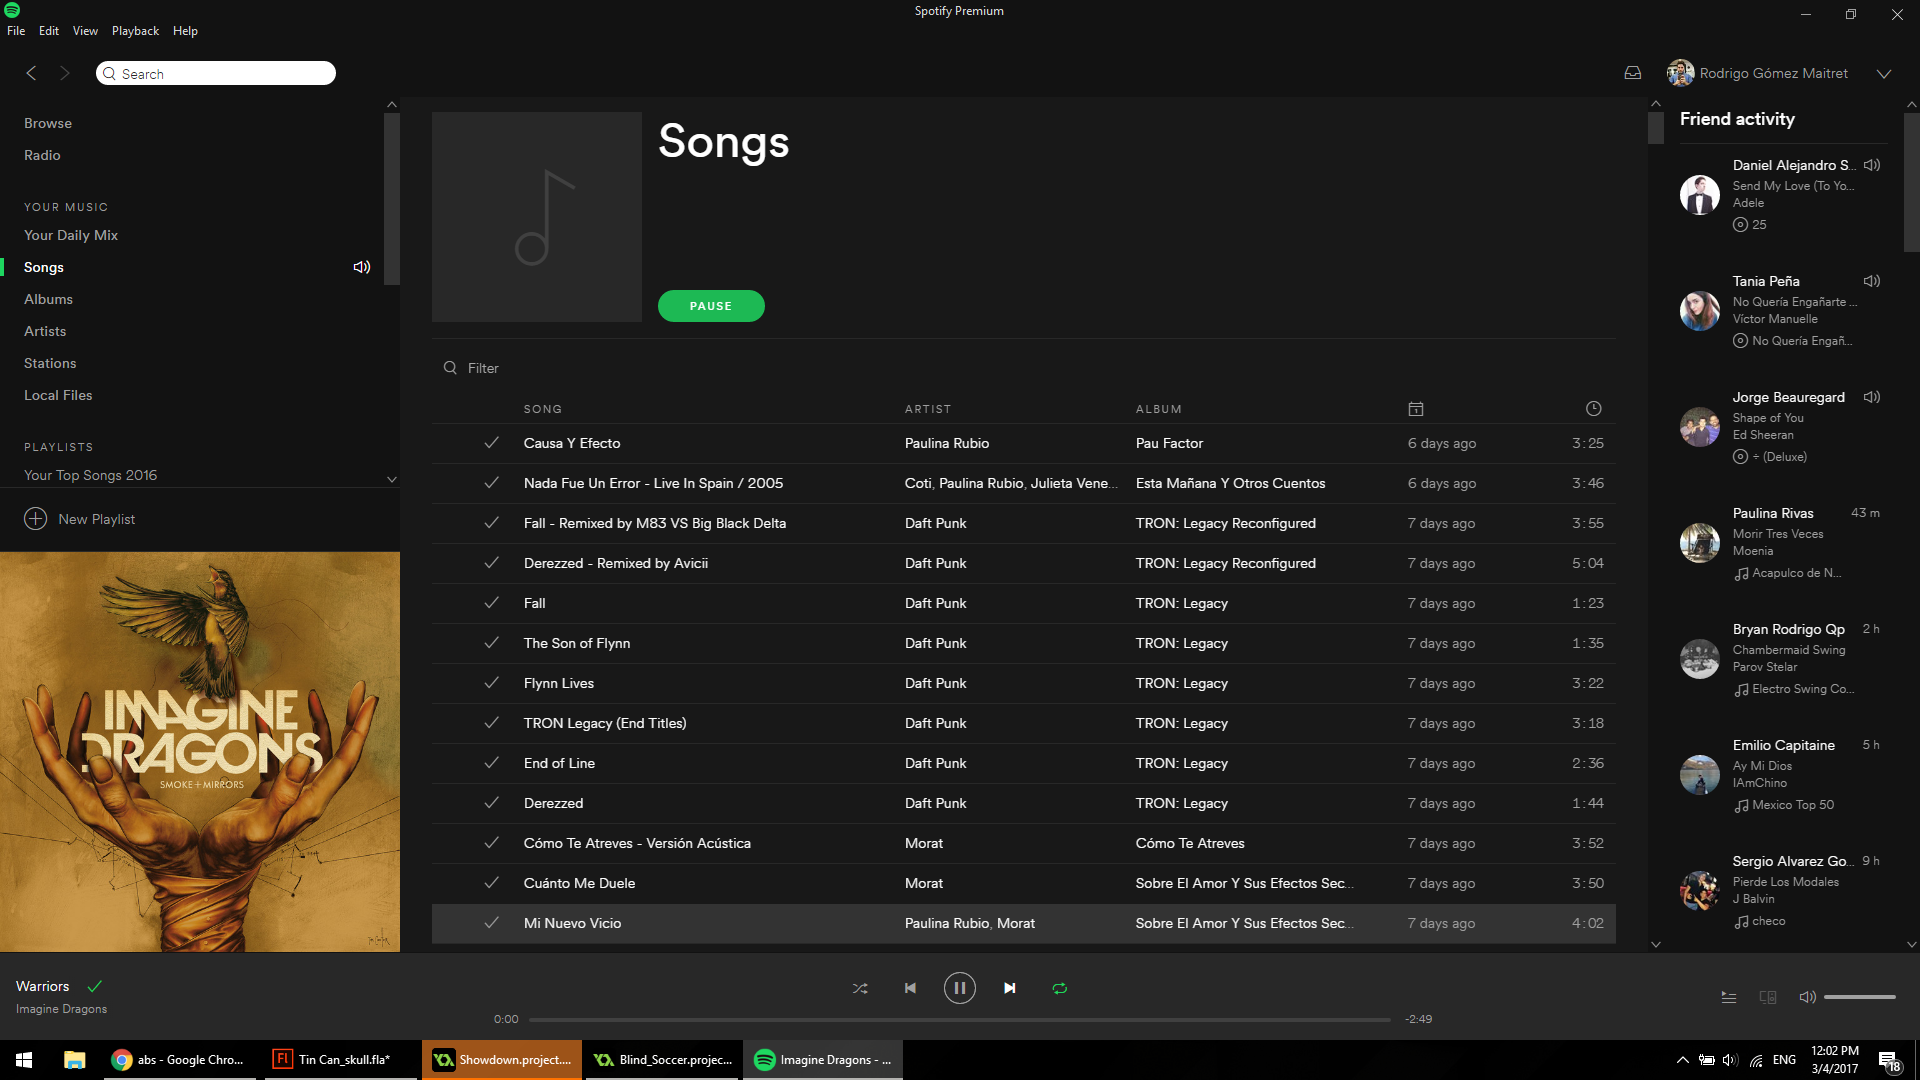 Spotify Premium
File Edit View Playback Help
Search
Rodrigo Gómez Maitret
Browse
Radio
YOUR MUSIC
Your Daily Mix
Songs
Albums
Artists
Stations
Local Files
PLAYLISTS
Your Top Songs 2016
New Playlist
IMAGINE
DRAGONS
SMOKE+MIRRORS
Songs
PAUSE
Filter
SONG ARTIST ALBUM
Causa Y Efecto Paulina Rubio Pau Factor 6 days ago 3:25
Nada Fue Un Error - Live In Spain / 2005 Coti, Paulina Rubio, Julieta Vene... Esta Mañana Y Otros Cuentos 6 days ago 3:46
Fall - Remixed by M83 VS Big Black Delta Daft Punk TRON: Legacy Reconfigured 7 days ago 3:55
Derezzed - Remixed by Avicii Daft Punk TRON: Legacy Reconfigured 7 days ago 5:04
Fall Daft Punk TRON: Legacy 7 days ago 1:23
The Son of Flynn Daft Punk TRON: Legacy 7 days ago 1:35
Flynn Lives Daft Punk TRON: Legacy 7 days ago 3:22
TRON Legacy (End Titles) Daft Punk TRON: Legacy 7 days ago 3:18
End of Line Daft Punk TRON: Legacy 7 days ago 2:36
Derezzed Daft Punk TRON: Legacy 7 days ago 1:44
Cómo Te Atreves - Versión Acústica Morat Cómo Te Atreves 7 days ago 3:52
Cuánto Me Duele Morat Sobre El Amor Y Sus Efectos Sec... 7 days ago 3:50
Mi Nuevo Vicio Paulina Rubio, Morat Sobre El Amor Y Sus Efectos Sec... 7 days ago 4:02
Friend activity
Daniel Alejandro S...
Send My Love (To Yo...
Adele
25
Tania Peña
No Quería Engañarte ...
Víctor Manuelle
No Quería Engañ...
Jorge Beauregard
Shape of You
Ed Sheeran
÷ (Deluxe)
Paulina Rivas 43 m
Morir Tres Veces
Moenia
Acapulco de N...
Bryan Rodrigo Qp 2 h
Chambermaid Swing
Parov Stelar
Electro Swing Co...
Emilio Capitaine 5 h
Ay Mi Dios
IAmChino
Mexico Top 50
Sergio Alvarez Go... 9 h
Pierde Los Modales
J Balvin
checo
Warriors
Imagine Dragons
0:00 -2:49
abs - Google Chro... Fl Tin Can_skull.fla* Showdown.project.... Blind_Soccer.projec... Imagine Dragons - ... ENG 12:02 PM
3/4/2017 18